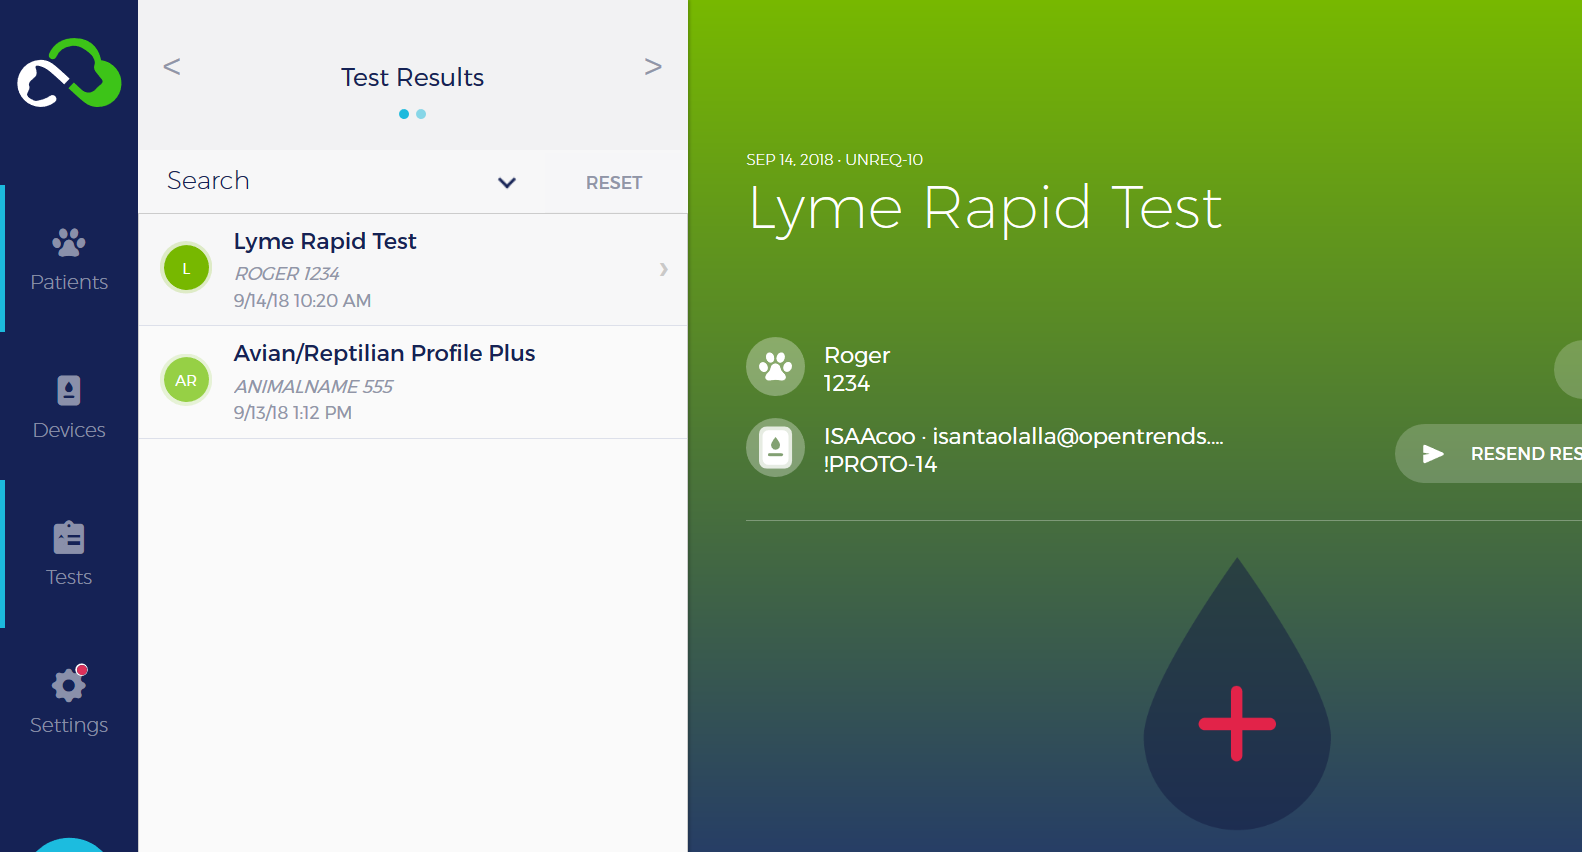 Patients
Devices
Tests
Settings
<
Test Results
>
Search
RESET
L
Lyme Rapid Test
ROGER 1234
9/14/18 10:20 AM
AR
Avian/Reptilian Profile Plus
ANIMALNAME 555
9/13/18 1:12 PM
SEP 14, 2018 · UNREQ-10
Lyme Rapid Test
Roger
1234
ISAAcoo · isantaolalla@opentrends....
!PROTO-14
RESEND RES